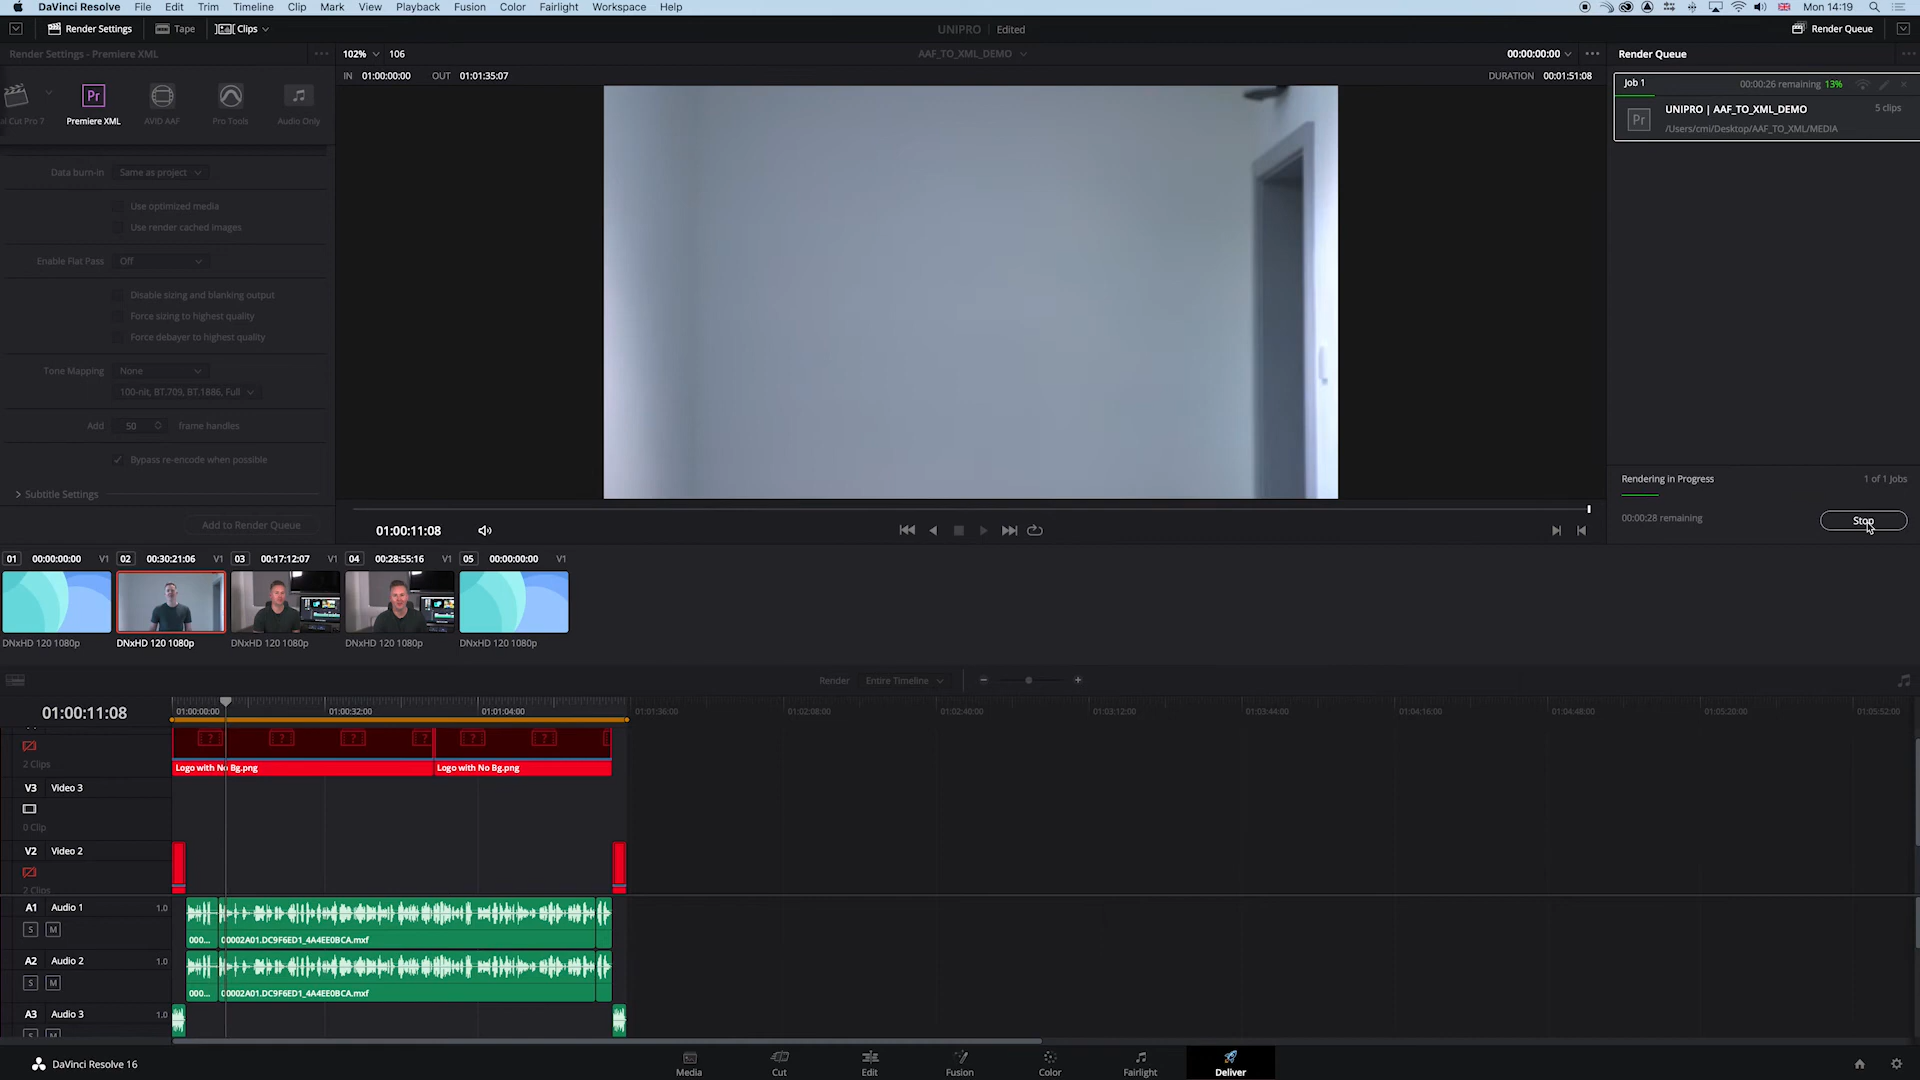 DaVinci Resolve File Edit Trim Timeline Clip Mark View Playback Fusion Color Fairlight Workspace Help Mon 14:19
Render Settings Tape Clips UNIPRO Edited Render Queue
Render Settings - Premiere XML 102% 106 AAF_TO_XML_DEMO 00:00:00:00 Render Queue
IN 01:00:00:00 OUT 01:01:35:07 DURATION 00:01:51:08
Job 1 00:00:26 remaining 13%
UNIPRO | AAF_TO_XML_DEMO 5 clips
/Users/cmi/Desktop/AAF_TO_XML/MEDIA
Pr
Pr
al Cut Pro 7 Premiere XML AVID AAF Pro Tools Audio Only
Data burn-in Same as project
Use optimized media
Use render cached images
Enable Flat Pass Off
Disable sizing and blanking output
Force sizing to highest quality
Force debayer to highest quality
Tone Mapping None
100-nit, BT.709, BT.1886, Full
Add 50 frame handles
Bypass re-encode when possible
Subtitle Settings
Add to Render Queue
Rendering in Progress 1 of 1 Jobs
00:00:28 remaining Stop
01:00:11:08
01 00:00:00:00 V1 02 00:30:21:06 V1 03 00:17:12:07 V1 04 00:28:55:16 V1 05 00:00:00:00 V1
DNxHD 120 1080p DNxHD 120 1080p DNxHD 120 1080p DNxHD 120 1080p DNxHD 120 1080p
Render Entire Timeline
01:00:11:08 01:00:00:00 01:00:32:00 01:01:04:00 01:01:36:00 01:02:08:00 01:02:40:00 01:03:12:00 01:03:44:00 01:04:16:00 01:04:48:00 01:05:20:00 01:05:52:00
2 Clips Logo with No Bg.png Logo with No Bg.png
V3 Video 3
0 Clip
V2 Video 2
2 Clips
A1 Audio 1 1.0
S M
000... 00002A01.DC9F6ED1_4A4EE0BCA.mxf
A2 Audio 2 1.0
S M
000... 00002A01.DC9F6ED1_4A4EE0BCA.mxf
A3 Audio 3 1.0
S M
DaVinci Resolve 16 Media Cut Edit Fusion Color Fairlight Deliver